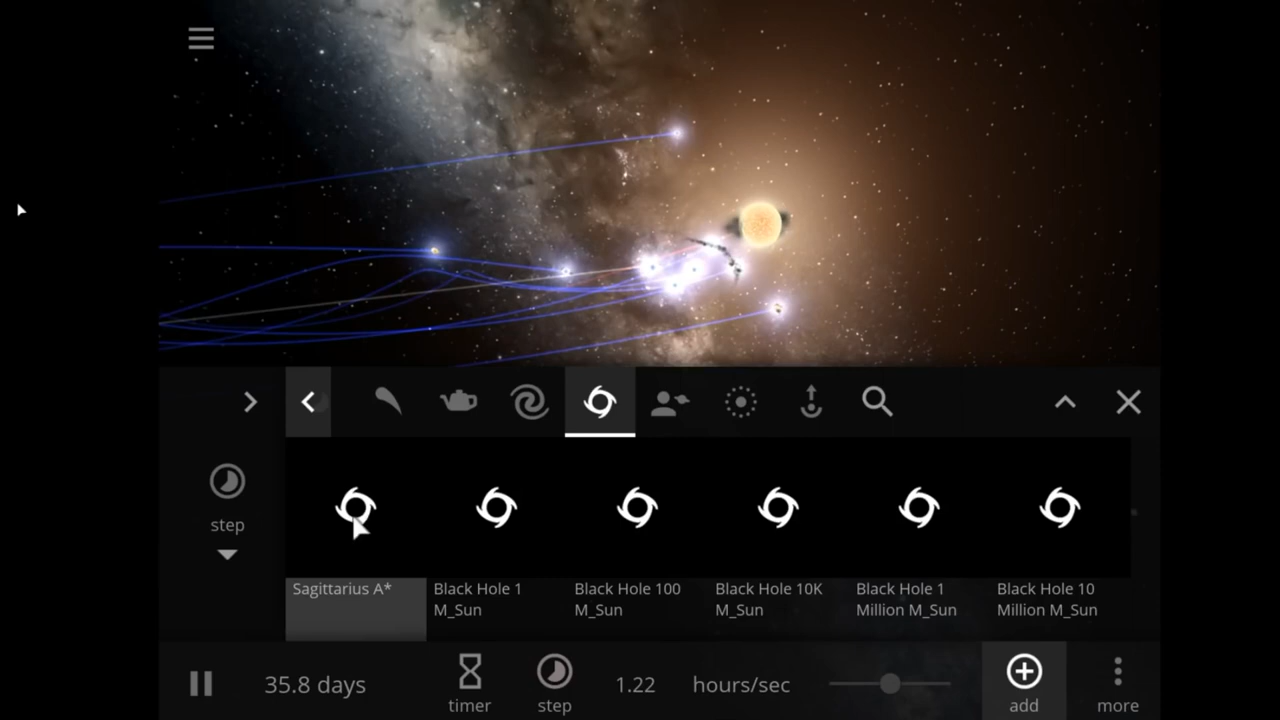 step
Sagittarius A*
Black Hole 1
M_Sun
Black Hole 100
M_Sun
Black Hole 10K
M_Sun
Black Hole 1
Million M_Sun
Black Hole 10
Million M_Sun
35.8 days
timer
step
1.22
hours/sec
add
more